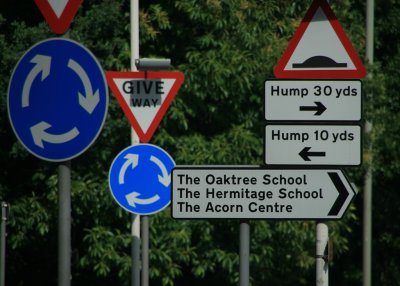 GIVE
WAY
Hump 30 yds
Hump 10 yds
The Oaktree School
The Hermitage School
The Acorn Centre